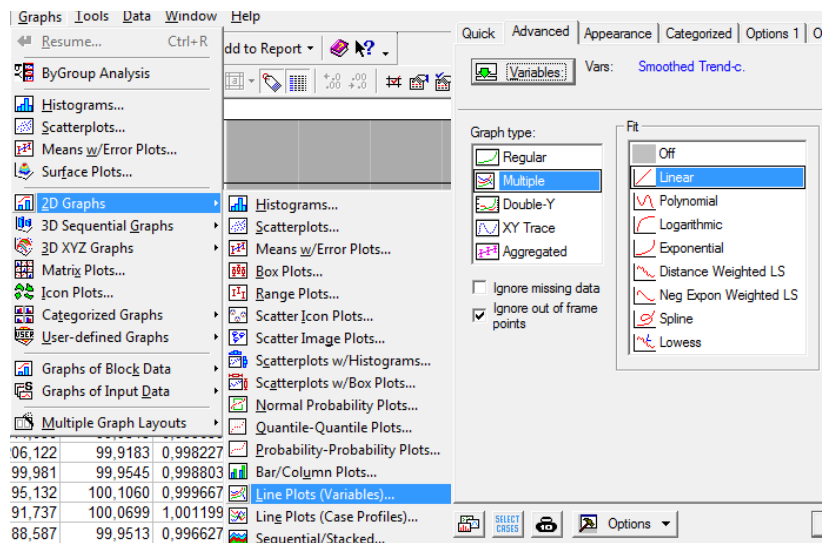 Graphs Tools Data Window Help
Resume... Ctrl+R
ByGroup Analysis
Histograms...
Scatterplots...
Means w/Error Plots...
Surface Plots...
2D Graphs
3D Sequential Graphs
3D XYZ Graphs
Matrix Plots...
Icon Plots...
Categorized Graphs
User-defined Graphs
Graphs of Block Data
Graphs of Input Data
Multiple Graph Layouts
dd to Report
Histograms...
Scatterplots...
Means w/Error Plots...
Box Plots...
Range Plots...
Scatter Icon Plots...
Scatter Image Plots...
Scatterplots w/Histograms...
Scatterplots w/Box Plots...
Normal Probability Plots...
Quantile-Quantile Plots...
Probability-Probability Plots...
Bar/Column Plots...
Line Plots (Variables)...
Line Plots (Case Profiles)...
Sequential/Stacked...
06,122 99,9183 0,998227
99,981 99,9545 0,998803
95,132 100,1060 0,999667
91,737 100,0699 1,001199
88,587 99,9513 0,996627
Quick Advanced Appearance Categorized Options 1 O
Variables: Vars: Smoothed Trend-c.
Graph type:
Regular
Multiple
Double-Y
XY Trace
Aggregated
Ignore missing data
Ignore out of frame
points
Fit
Off
Linear
Polynomial
Logarithmic
Exponential
Distance Weighted LS
Neg Expon Weighted LS
Spline
Lowess
SELECT
CASES
Options